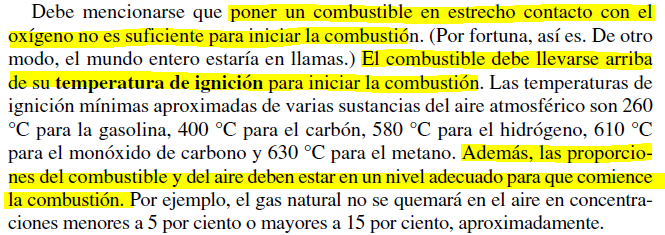 Debe mencionarse que poner un combustible en estrecho contacto con el
oxígeno no es suficiente para iniciar la combustión. (Por fortuna, así es. De otro
modo, el mundo entero estaría en llamas.) El combustible debe llevarse arriba
de su temperatura de ignición para iniciar la combustión. Las temperaturas de
ignición mínimas aproximadas de varias sustancias del aire atmosférico son 260
°C para la gasolina, 400 °C para el carbón, 580 °C para el hidrógeno, 610 °C
para el monóxido de carbono y 630 °C para el metano. Además, las proporcio-
nes del combustible y del aire deben estar en un nivel adecuado para que comience
la combustión. Por ejemplo, el gas natural no se quemará en el aire en concentra-
ciones menores a 5 por ciento o mayores a 15 por ciento, aproximadamente.